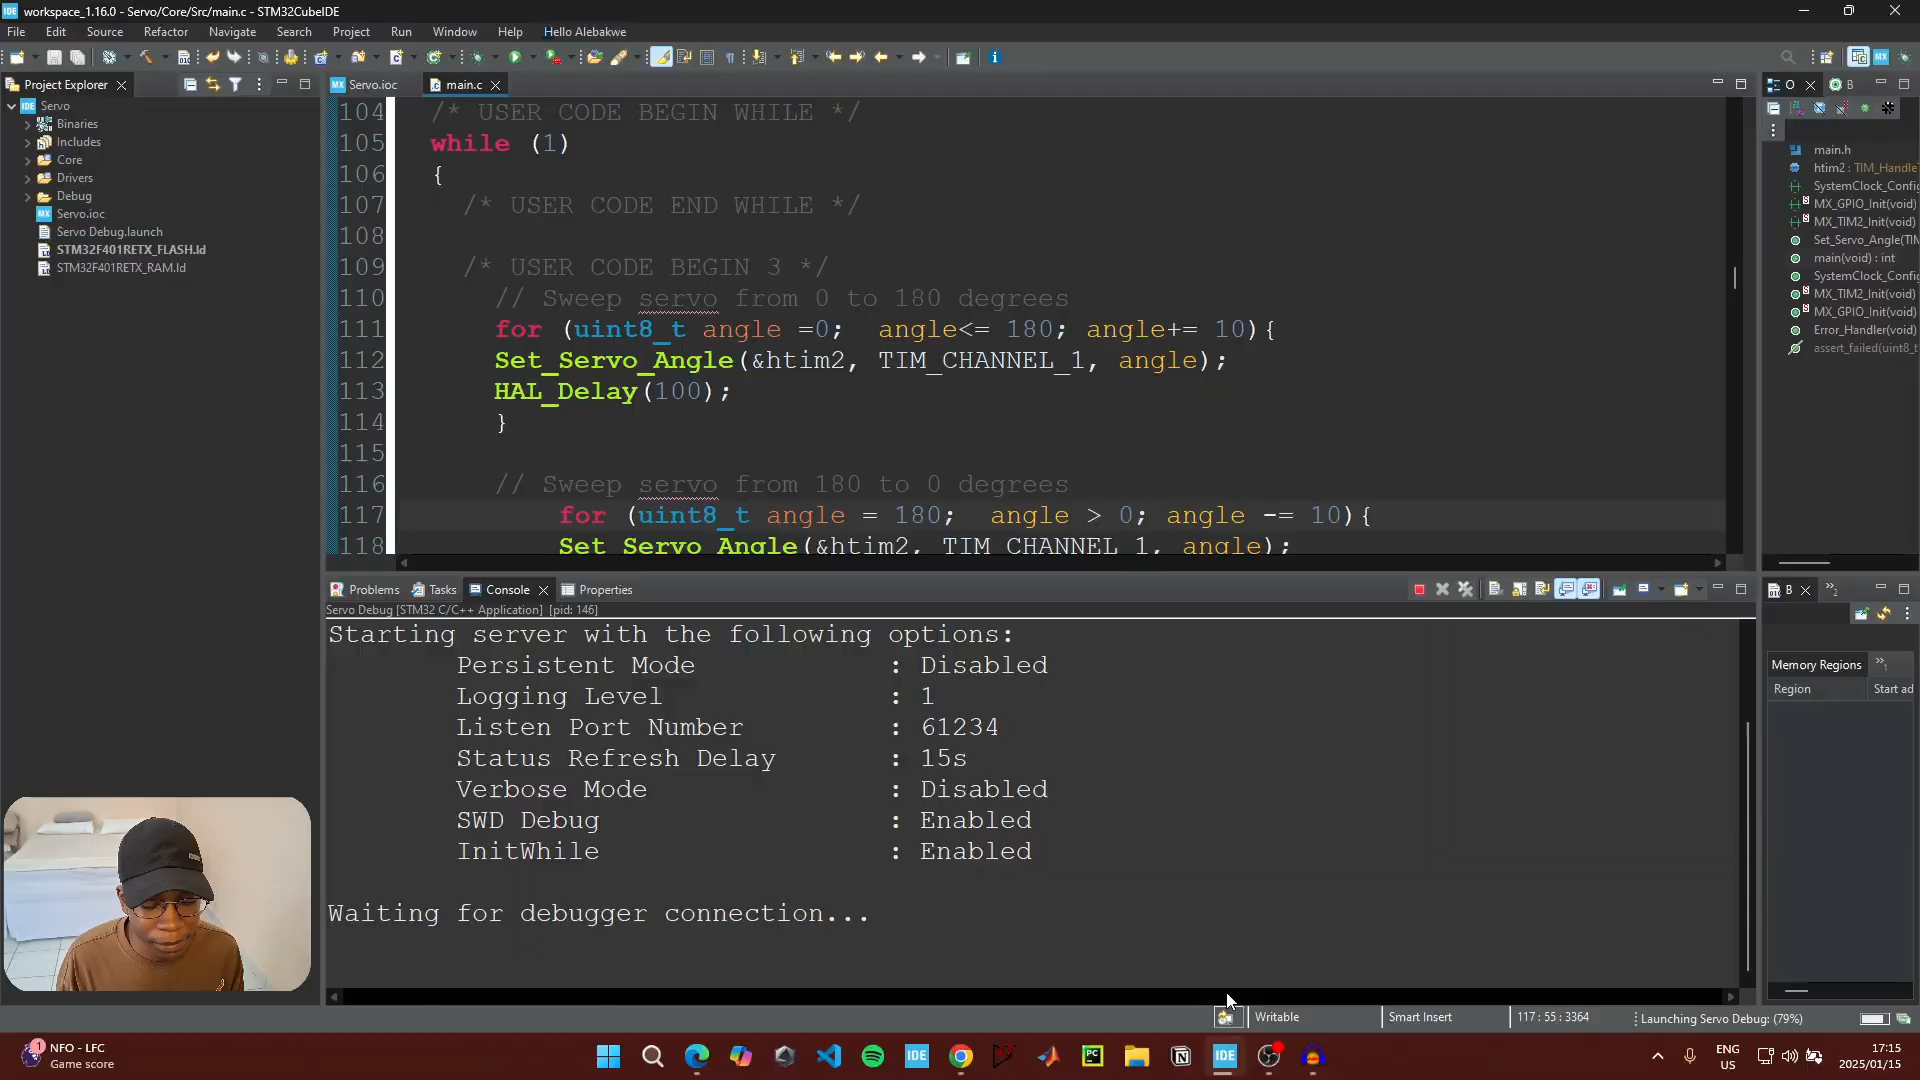 workspace_1.16.0 - Servo/Core/Src/main.c - STM32CubeIDE
File Edit Source Refactor Navigate Search Project Run Window Help Hello Alebakwe
Project Explorer
Servo
Binaries
Includes
Core
Drivers
Debug
Servo.ioc
Servo Debug.launch
STM32F401RETX_FLASH.ld
STM32F401RETX_RAM.ld
Servo.ioc
main.c
104 /* USER CODE BEGIN WHILE */
105 while (1)
106 {
107 /* USER CODE END WHILE */
108
109 /* USER CODE BEGIN 3 */
110 // Sweep servo from 0 to 180 degrees
111 for (uint8_t angle =0; angle<= 180; angle+= 10){
112 Set_Servo_Angle(&htim2, TIM_CHANNEL_1, angle);
113 HAL_Delay(100);
114 }
115
116 // Sweep servo from 180 to 0 degrees
117 for (uint8_t angle = 180; angle > 0; angle -= 10){
118 Set_Servo_Angle(&htim2, TIM_CHANNEL_1, angle);
O
B
main.h
htim2 : TIM_Handle
SystemClock_Config
MX_GPIO_Init(void)
MX_TIM2_Init(void)
Set_Servo_Angle(TIM
main(void) : int
SystemClock_Config
MX_TIM2_Init(void)
MX_GPIO_Init(void)
Error_Handler(void)
assert_failed(uint8_t
Problems Tasks Console Properties
Servo Debug [STM32 C/C++ Application] [pid: 146]
Starting server with the following options:
Persistent Mode : Disabled
Logging Level : 1
Listen Port Number : 61234
Status Refresh Delay : 15s
Verbose Mode : Disabled
SWD Debug : Enabled
InitWhile : Enabled
Waiting for debugger connection...
B
Memory Regions
Region Start ad
Writable Smart Insert 117 : 55 : 3364 Launching Servo Debug: (79%)
1
NFO - LFC
Game score
ENG
US
17:15
2025/01/15